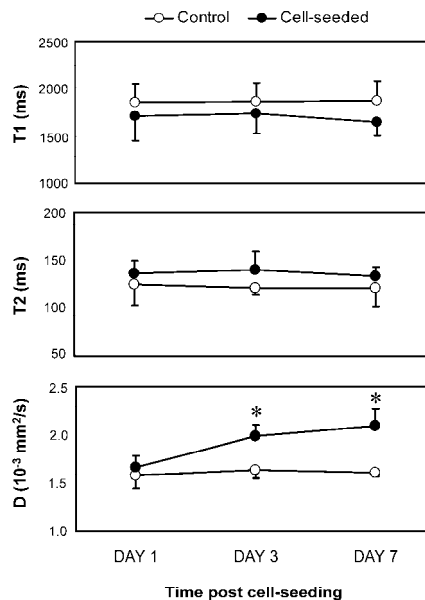 Control Cell-seeded
2500
2000
1500
1000
T1 (ms)
200
150
100
50
T2 (ms)
2.5
2.0
1.5
1.0
D (10⁻³ mm²/s)
*
*
DAY 1 DAY 3 DAY 7
Time post cell-seeding